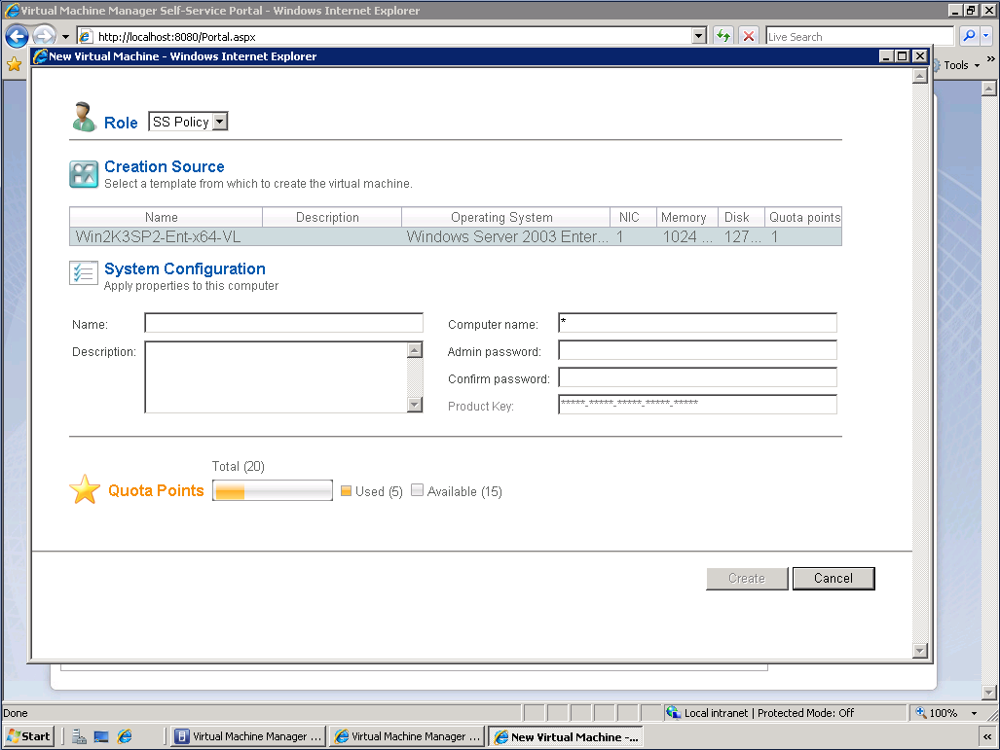 Virtual Machine Manager Self-Service Portal - Windows Internet Explorer
http://localhost:8080/Portal.aspx
Live Search
New Virtual Machine - Windows Internet Explorer
Tools
Role SS Policy
Creation Source
Select a template from which to create the virtual machine.
Name Description Operating System NIC Memory Disk Quota points
Win2K3SP2-Ent-x64-VL Windows Server 2003 Enter... 1 1024 ... 127... 1
System Configuration
Apply properties to this computer
Name: Computer name: *
Description: Admin password:
Confirm password:
Product Key: *****-*****-*****-*****-*****
Total (20)
Quota Points Used (5) Available (15)
Create Cancel
Done Local intranet | Protected Mode: Off 100%
Start Virtual Machine Manager ... Virtual Machine Manager ... New Virtual Machine -...